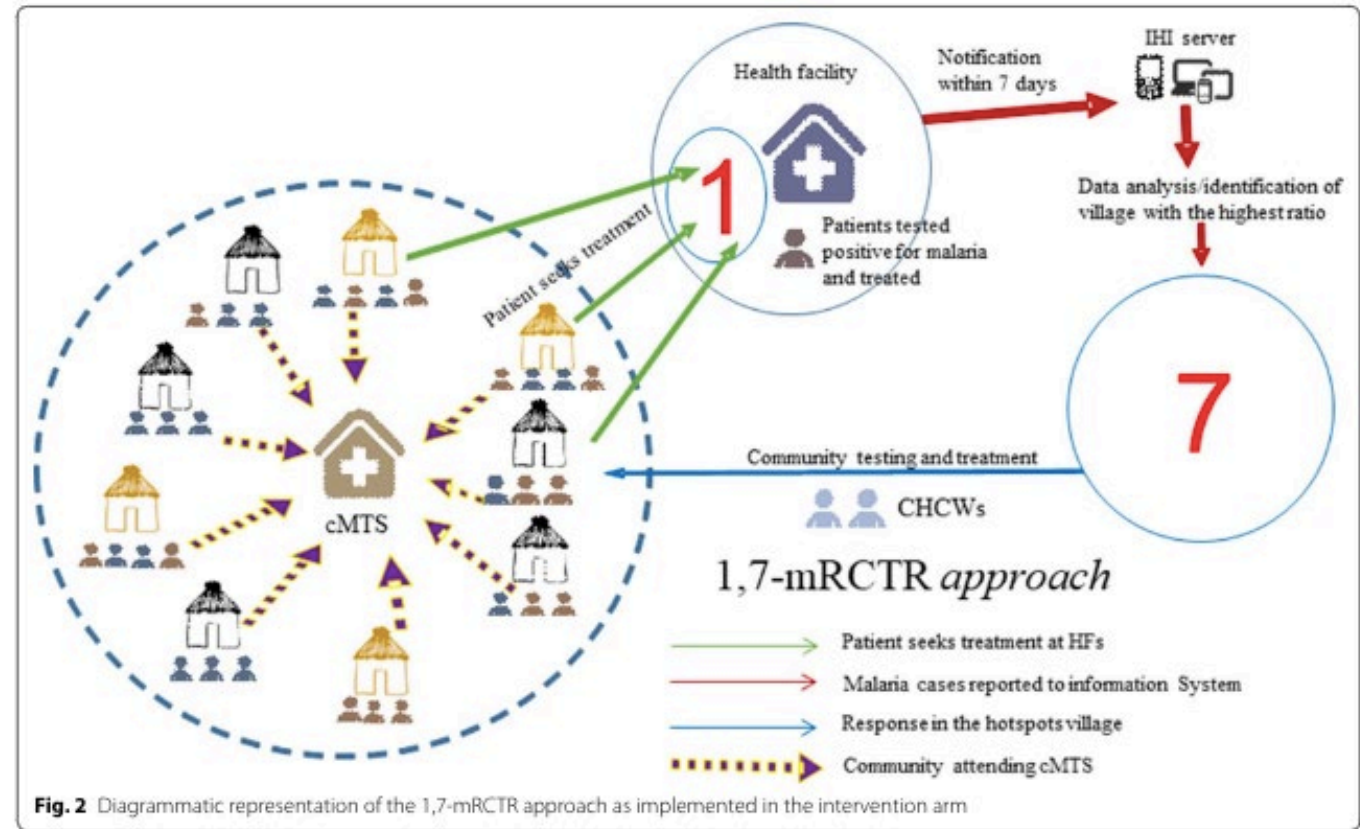 Health facility
Notification
within 7 days
IHI server
1
Patients tested
positive for malaria
and treated
Patient seeks treatment
Data analysis/identification of
village with the highest ratio
7
Community testing and treatment
CHCWs
cMTS
1,7-mRCTR approach
Patient seeks treatment at HFs
Malaria cases reported to information System
Response in the hotspots village
Community attending cMTS
Fig. 2 Diagrammatic representation of the 1,7-mRCTR approach as implemented in the intervention arm